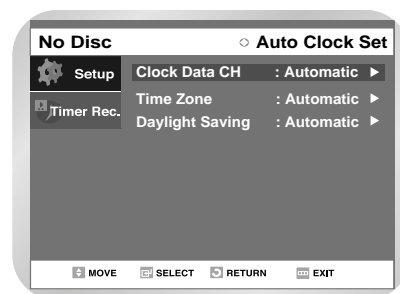 No Disc Auto Clock Set
Setup
Timer Rec.
Clock Data CH : Automatic ►
Time Zone : Automatic ►
Daylight Saving : Automatic ►
MOVE SELECT RETURN EXIT